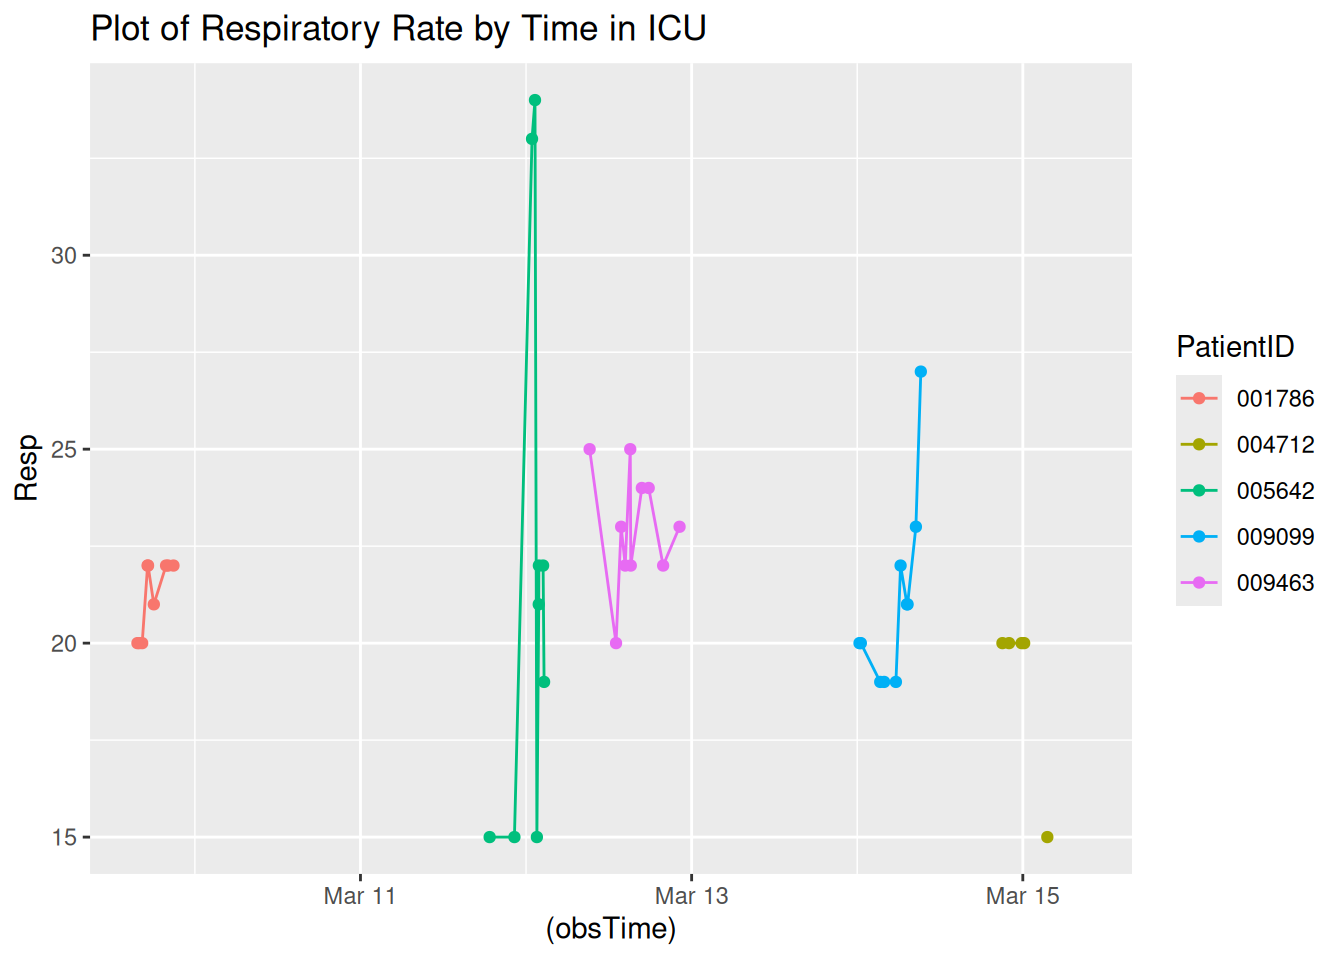 Plot of Respiratory Rate by Time in ICU
Resp
30
25
20
15
Mar 11
Mar 13
Mar 15
(obsTime)
PatientID
001786
004712
005642
009099
009463